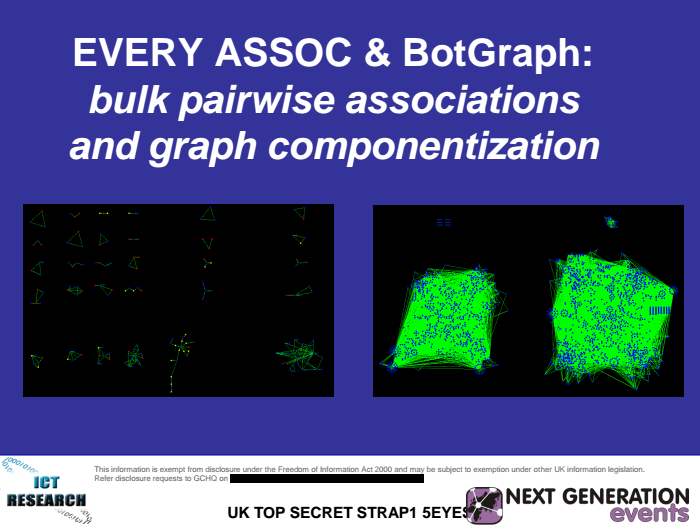 EVERY ASSOC & BotGraph:
bulk pairwise associations
and graph componentization
ICT
RESEARCH
This information is exempt from disclosure under the Freedom of Information Act 2000 and may be subject to exemption under other UK information legislation.
Refer disclosure requests to GCHQ on
UK TOP SECRET STRAP1 5EYES
NEXT GENERATION
events